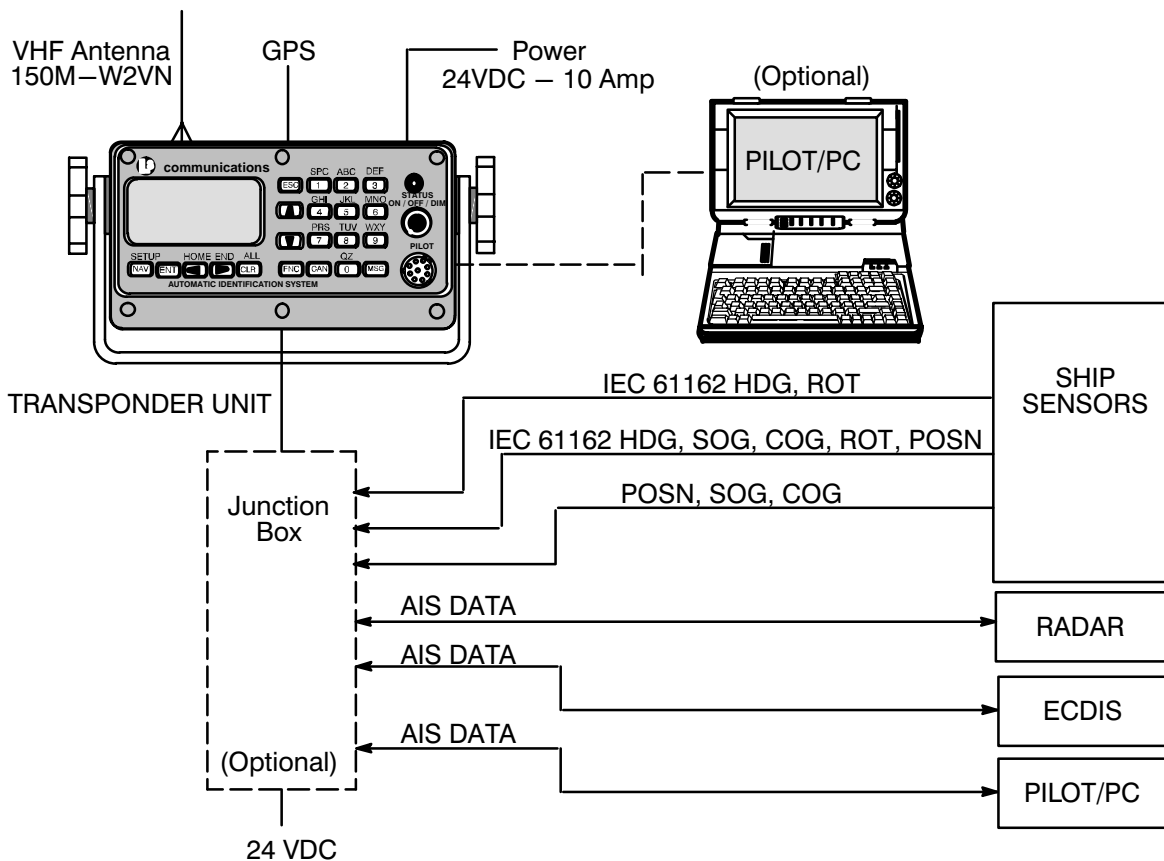 VHF Antenna
150M—W2VN
GPS
Power
24VDC — 10 Amp
(Optional)
PILOT/PC
communications
SPC ABC DEF
ESC 1 2 3
STATUS
ON / OFF / DIM
GHI JKL MNO
4 5 6
PRS TUV WXY
7 8 9
PILOT
SETUP HOME END ALL QZ
NAV ENT CLR FNC CAN 0 MSG
AUTOMATIC IDENTIFICATION SYSTEM
TRANSPONDER UNIT
IEC 61162 HDG, ROT
SHIP
SENSORS
IEC 61162 HDG, SOG, COG, ROT, POSN
POSN, SOG, COG
Junction
Box
AIS DATA
RADAR
AIS DATA
ECDIS
AIS DATA
(Optional)
PILOT/PC
24 VDC